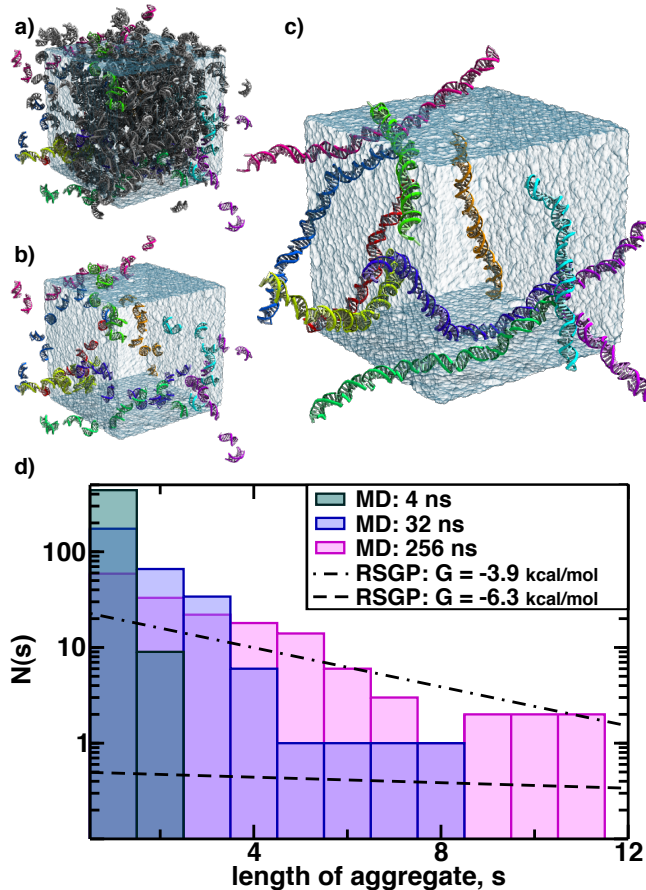 a)
c)
b)
d)
MD: 4 ns
MD: 32 ns
MD: 256 ns
RSGP: G = -3.9 kcal/mol
RSGP: G = -6.3 kcal/mol
100
10
1
N(s)
4
8
12
length of aggregate, s